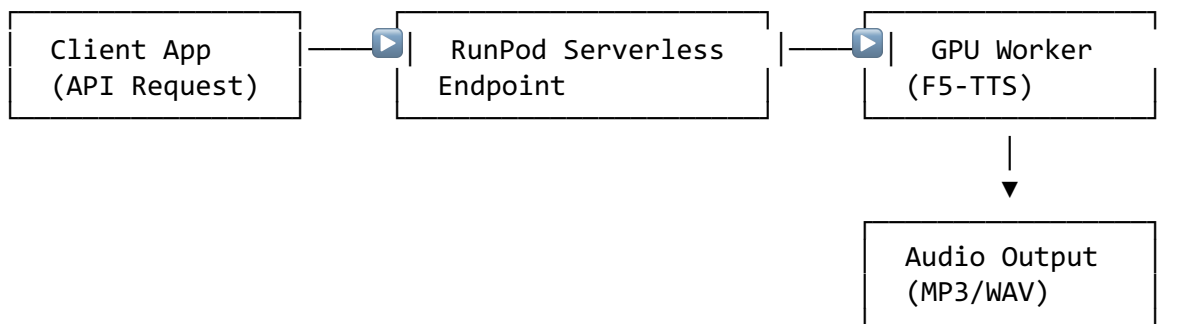 Client App
(API Request)
RunPod Serverless
Endpoint
GPU Worker
(F5-TTS)
Audio Output
(MP3/WAV)